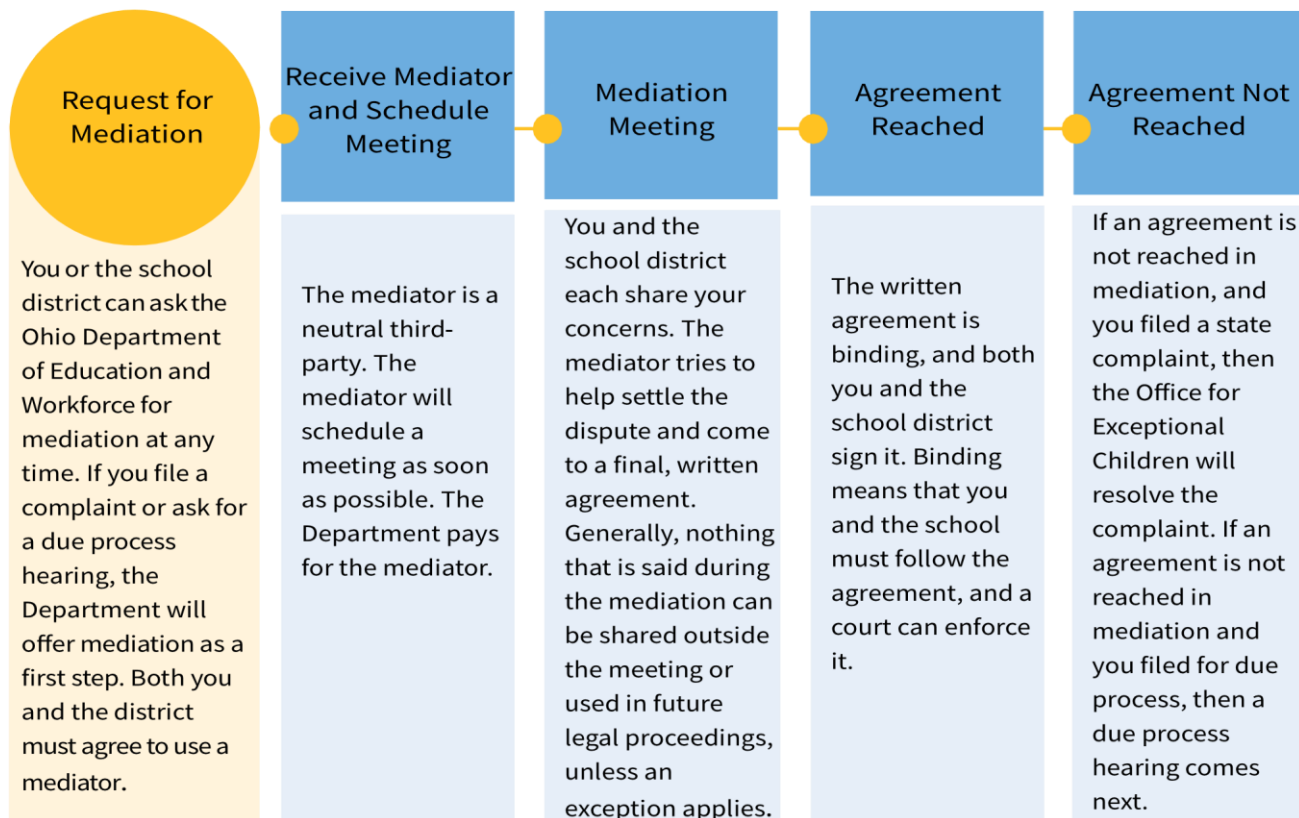 Request for
Mediation
You or the school
district can ask the
Ohio Department
of Education and
Workforce for
mediation at any
time. If you file a
complaint or ask for
a due process
hearing, the
Department will
offer mediation as a
first step. Both you
and the district
must agree to use a
mediator.
Receive Mediator
and Schedule
Meeting
The mediator is a
neutral third-
party. The
mediator will
schedule a
meeting as soon
as possible. The
Department pays
for the mediator.
Mediation
Meeting
You and the
school district
each share your
concerns. The
mediator tries to
help settle the
dispute and come
to a final, written
agreement.
Generally, nothing
that is said during
the mediation can
be shared outside
the meeting or
used in future
legal proceedings,
unless an
exception applies.
Agreement
Reached
The written
agreement is
binding, and both
you and the
school district
sign it. Binding
means that you
and the school
must follow the
agreement, and a
court can enforce
it.
Agreement Not
Reached
If an agreement is
not reached in
mediation, and
you filed a state
complaint, then
the Office for
Exceptional
Children will
resolve the
complaint. If an
agreement is not
reached in
mediation and
you filed for due
process, then a
due process
hearing comes
next.